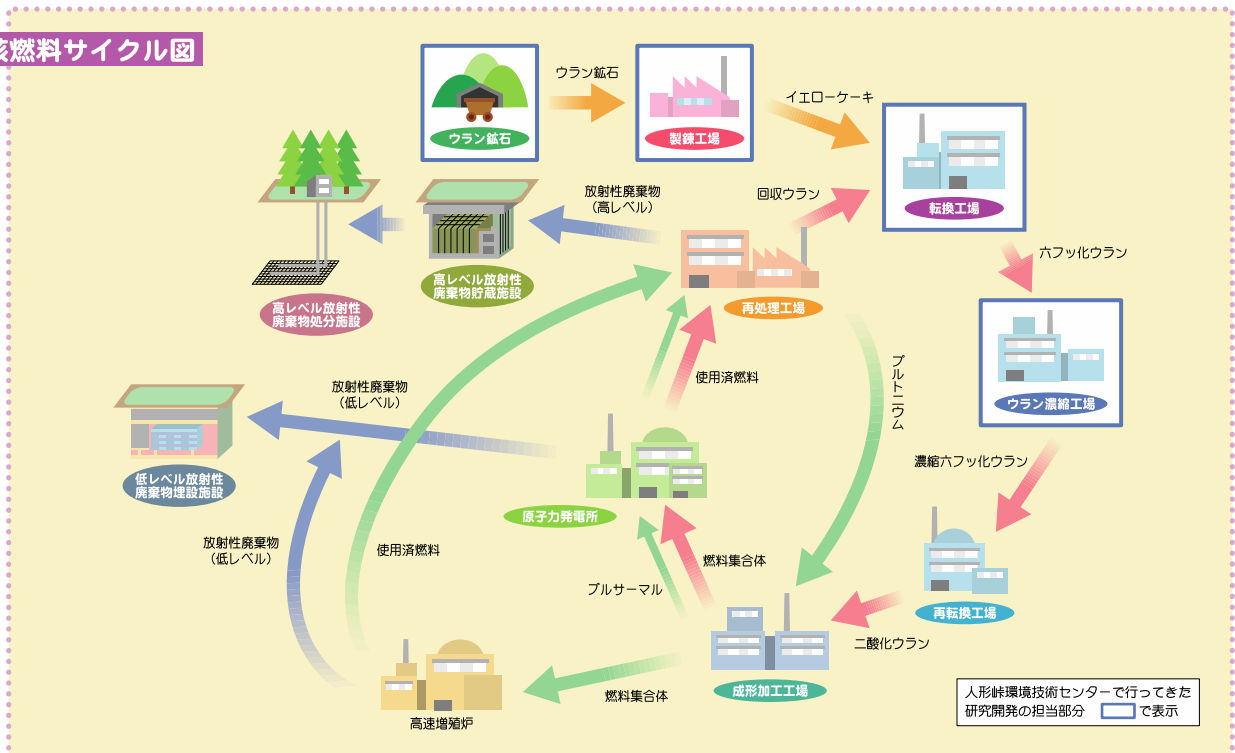 核燃料サイクル図
ウラン鉱石
ウラン鉱石
製錬工場
イエローケーキ
転換工場
回収ウラン
放射性廃棄物
（高レベル）
高レベル放射性
廃棄物貯蔵施設
高レベル放射性
廃棄物処分施設
再処理工場
六フッ化ウラン
ウラン濃縮工場
プルトニウム
使用済燃料
放射性廃棄物
（低レベル）
低レベル放射性
廃棄物埋設施設
原子力発電所
濃縮六フッ化ウラン
再転換工場
二酸化ウラン
燃料集合体
プルサーマル
使用済燃料
放射性廃棄物
（低レベル）
成形加工工場
燃料集合体
高速増殖炉
人形峠環境技術センターで行ってきた
研究開発の担当部分 で表示